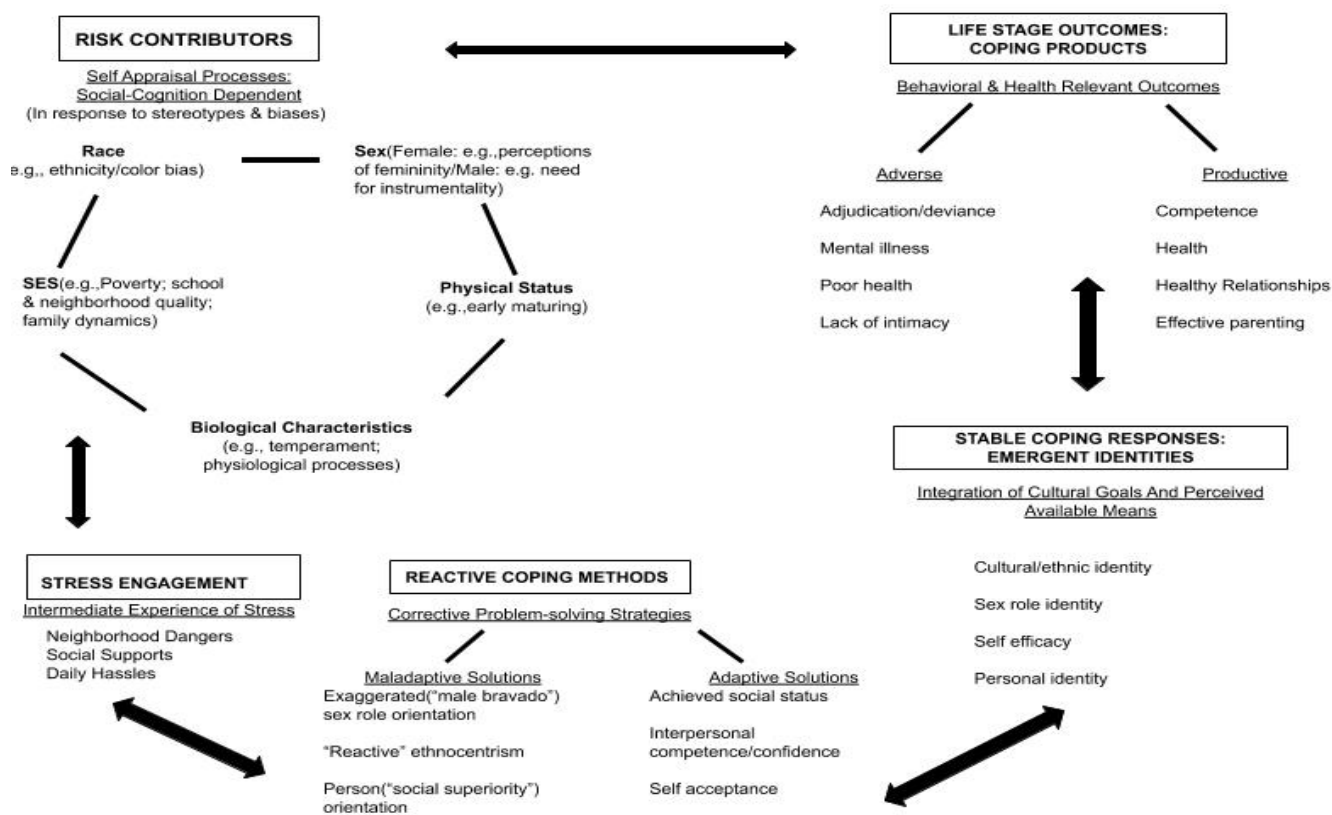 RISK CONTRIBUTORS
Self Appraisal Processes:
Social-Cognition Dependent
(In response to stereotypes & biases)
Race
e.g,, ethnicity/color bias)
Sex(Female: e.g.,perceptions
of femininity/Male: e.g. need
for instrumentality)
SES(e.g.,Poverty; school
& neighborhood quality;
family dynamics)
Physical Status
(e.g.,early maturing)
Biological Characteristics
(e.g., temperament;
physiological processes)
LIFE STAGE OUTCOMES:
COPING PRODUCTS
Behavioral & Health Relevant Outcomes
Adverse
Adjudication/deviance
Mental illness
Poor health
Lack of intimacy
Productive
Competence
Health
Healthy Relationships
Effective parenting
STRESS ENGAGEMENT
Intermediate Experience of Stress
Neighborhood Dangers
Social Supports
Daily Hassles
REACTIVE COPING METHODS
Corrective Problem-solving Strategies
Maladaptive Solutions
Exaggerated(“male bravado”)
sex role orientation
“Reactive” ethnocentrism
Person(“social superiority”)
orientation
Adaptive Solutions
Achieved social status
Interpersonal
competence/confidence
Self acceptance
STABLE COPING RESPONSES:
EMERGENT IDENTITIES
Integration of Cultural Goals And Perceived
Available Means
Cultural/ethnic identity
Sex role identity
Self efficacy
Personal identity